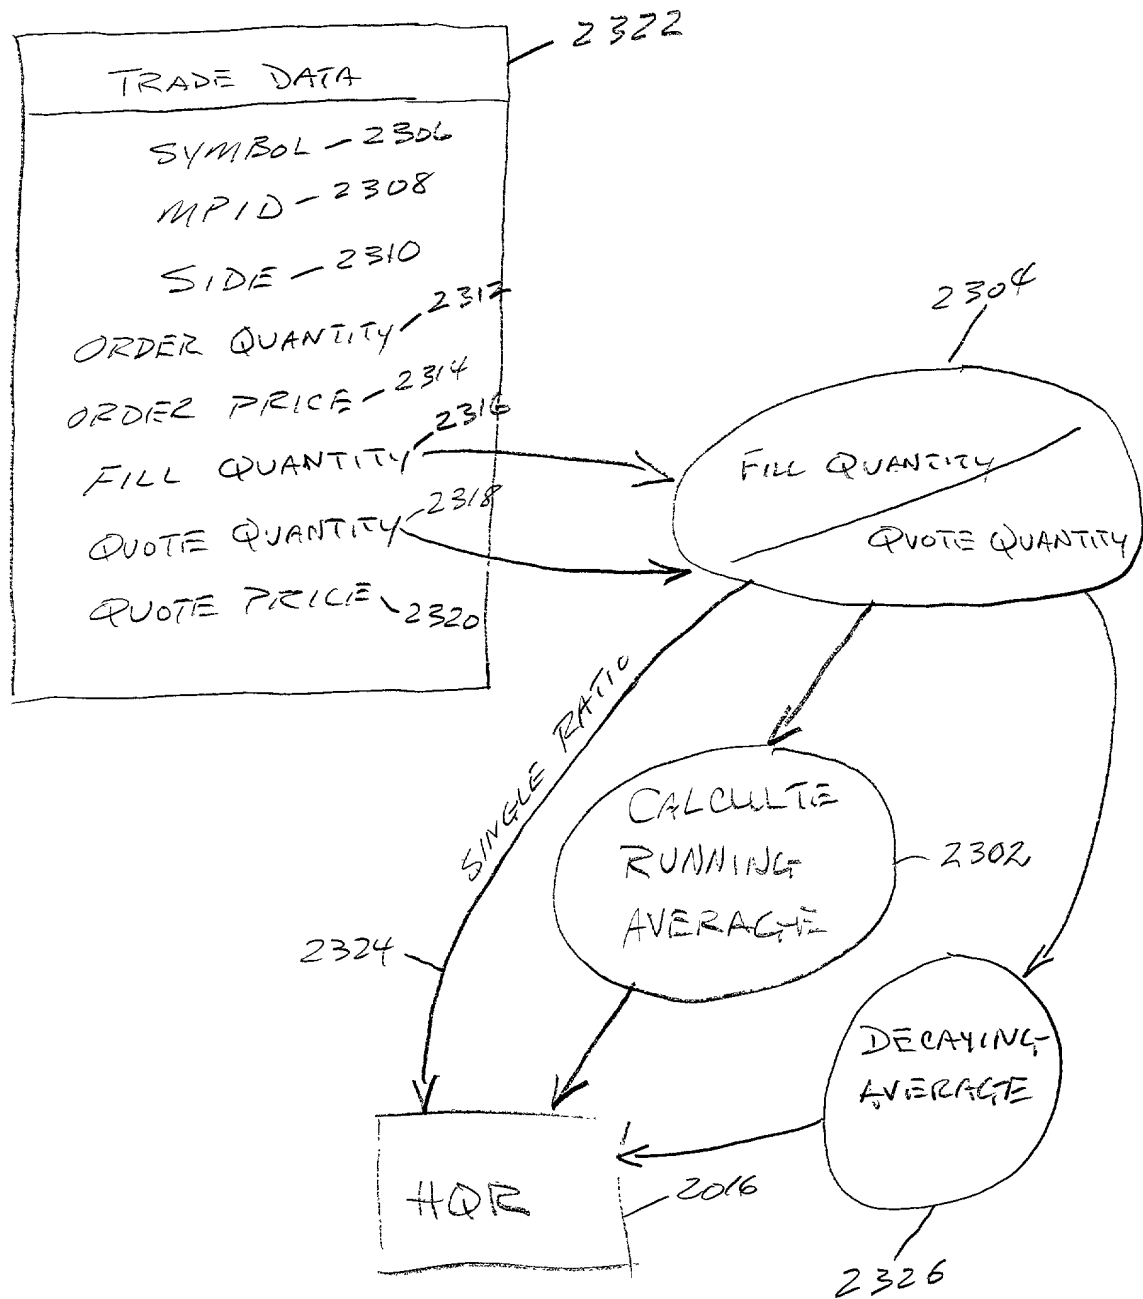 2322
TRADE DATA
SYMBOL 2306
MPID 2308
SIDE 2310
ORDER QUANTITY 2312
ORDER PRICE 2314
FILL QUANTITY 2316
QUOTE QUANTITY 2318
QUOTE PRICE 2320
2304
FILL QUANTITY
QUOTE QUANTITY
SINGLE RATIO
2324
CALCULTE
RUNNING
AVERAGE
2302
DECAYING
AVERAGE
2326
HQR
2016